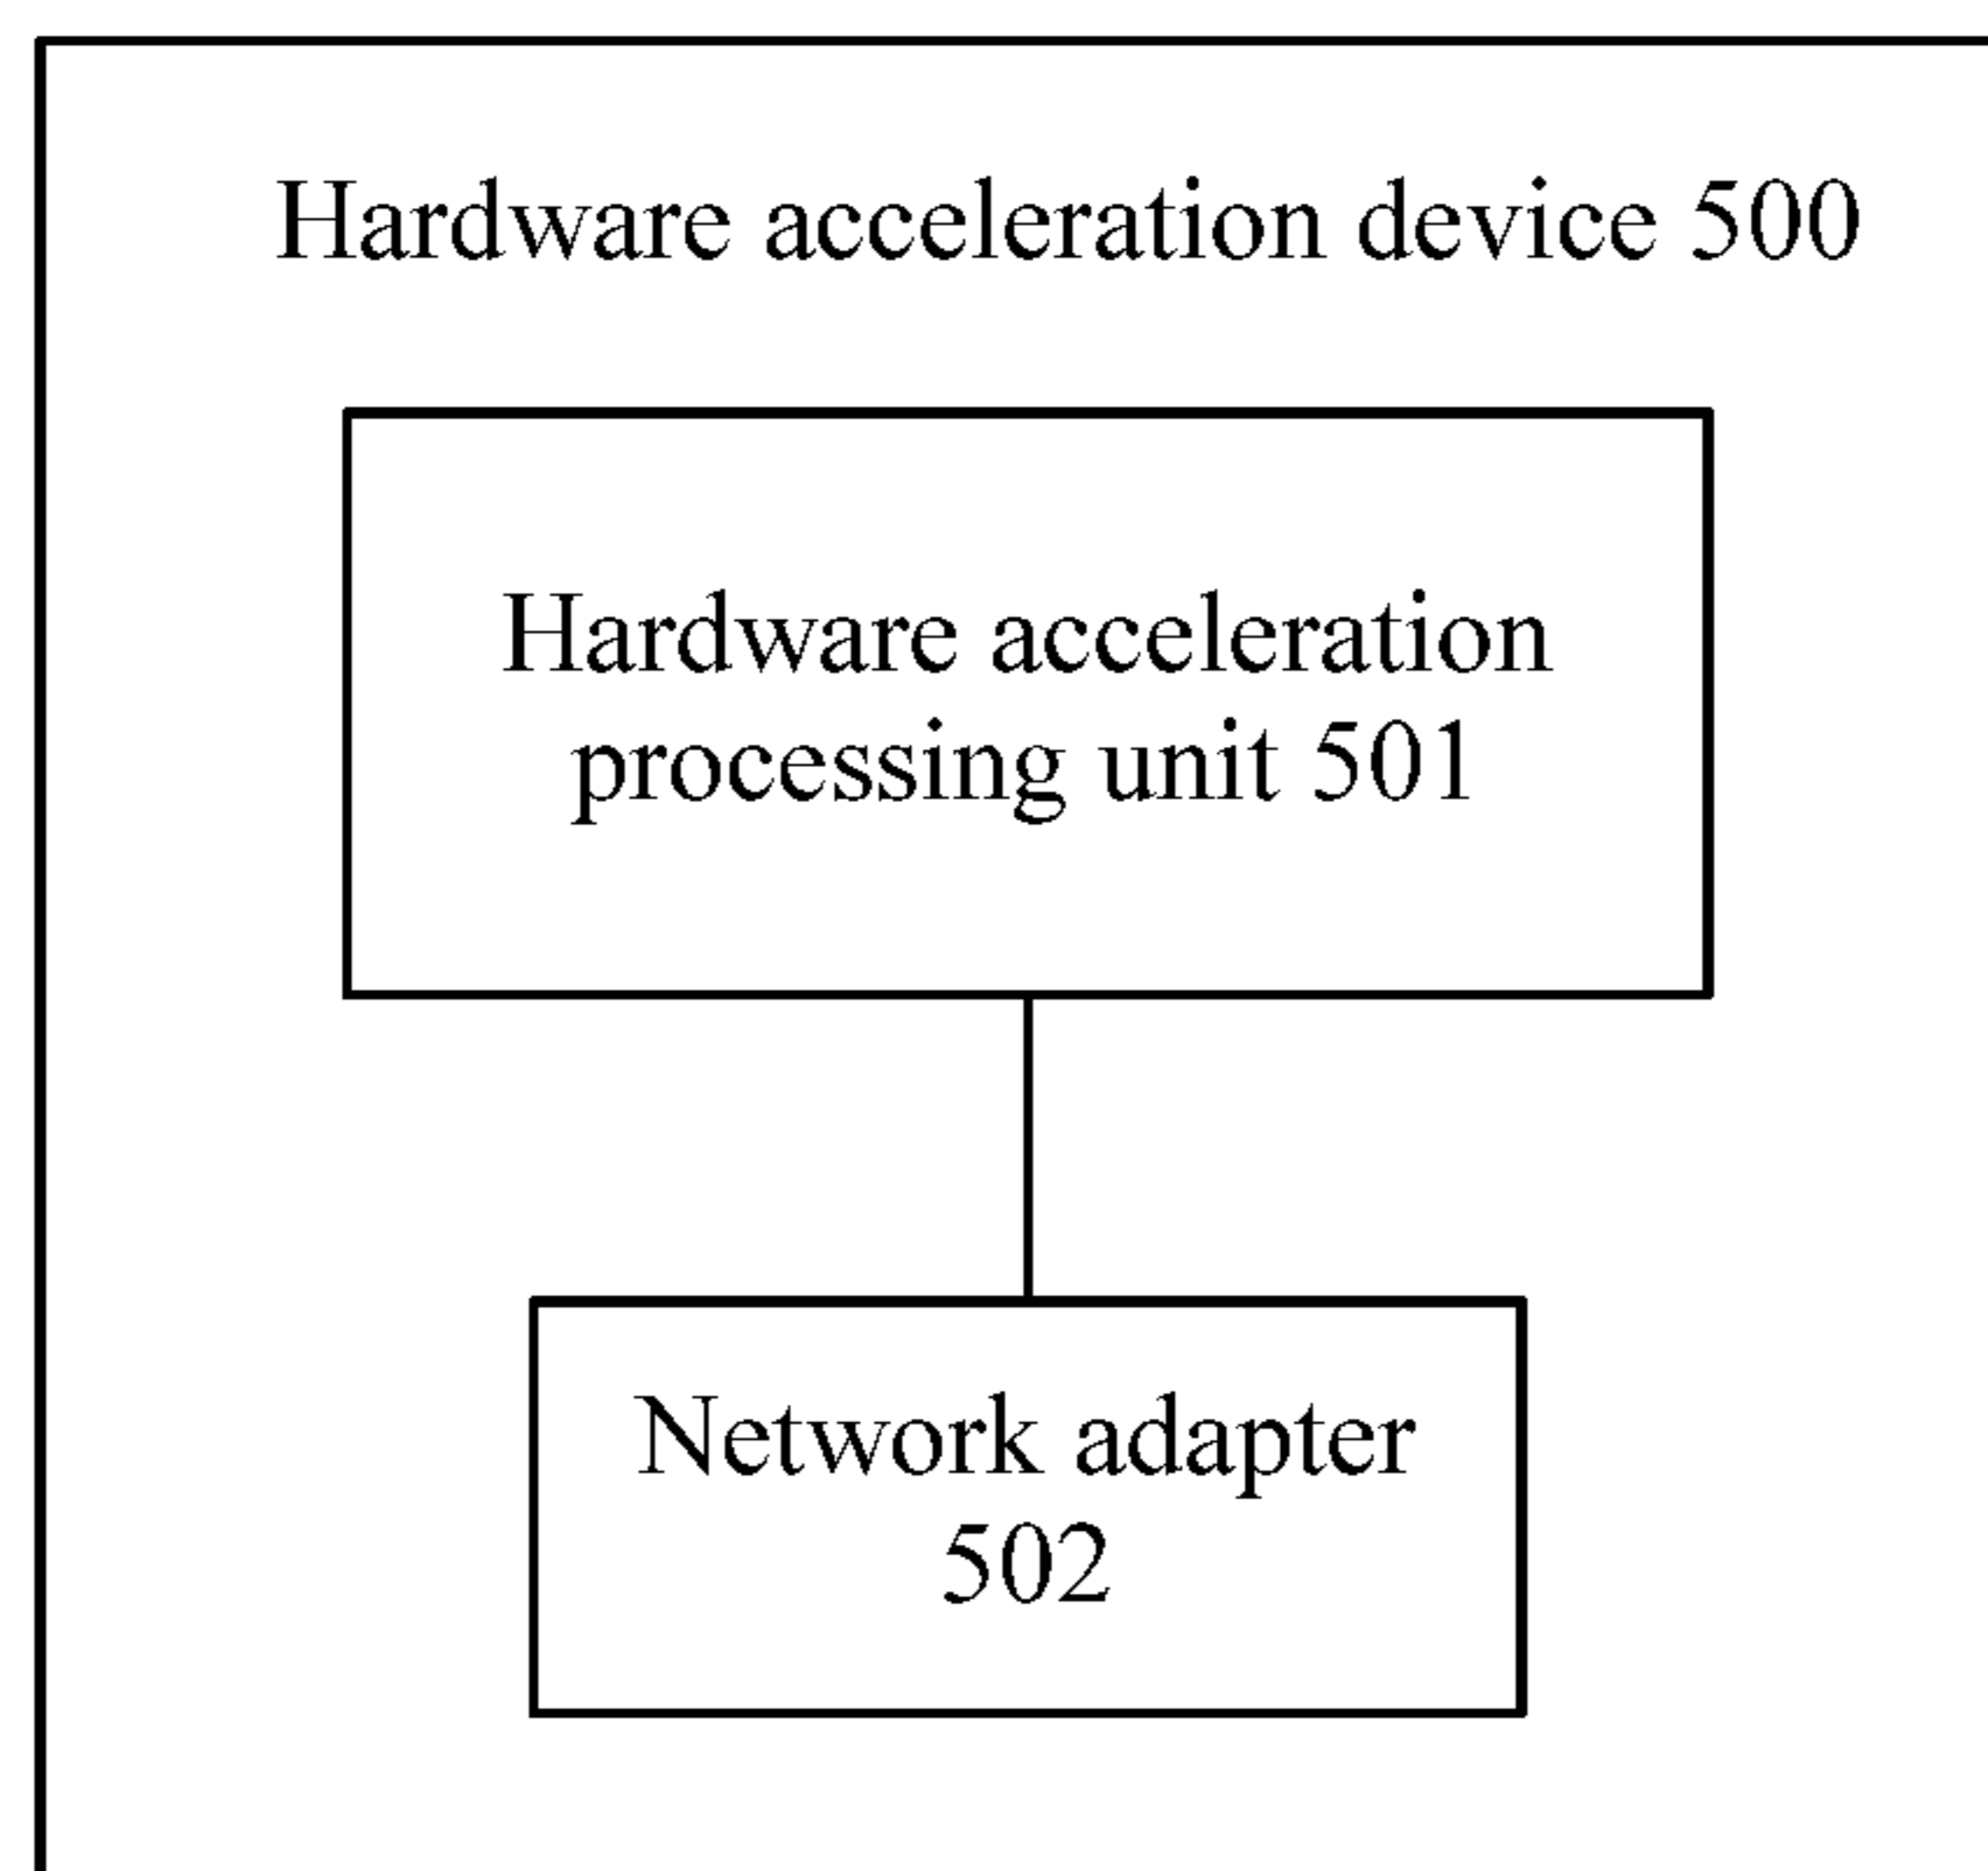 Hardware acceleration device 500
Hardware acceleration
processing unit 501
Network adapter
502